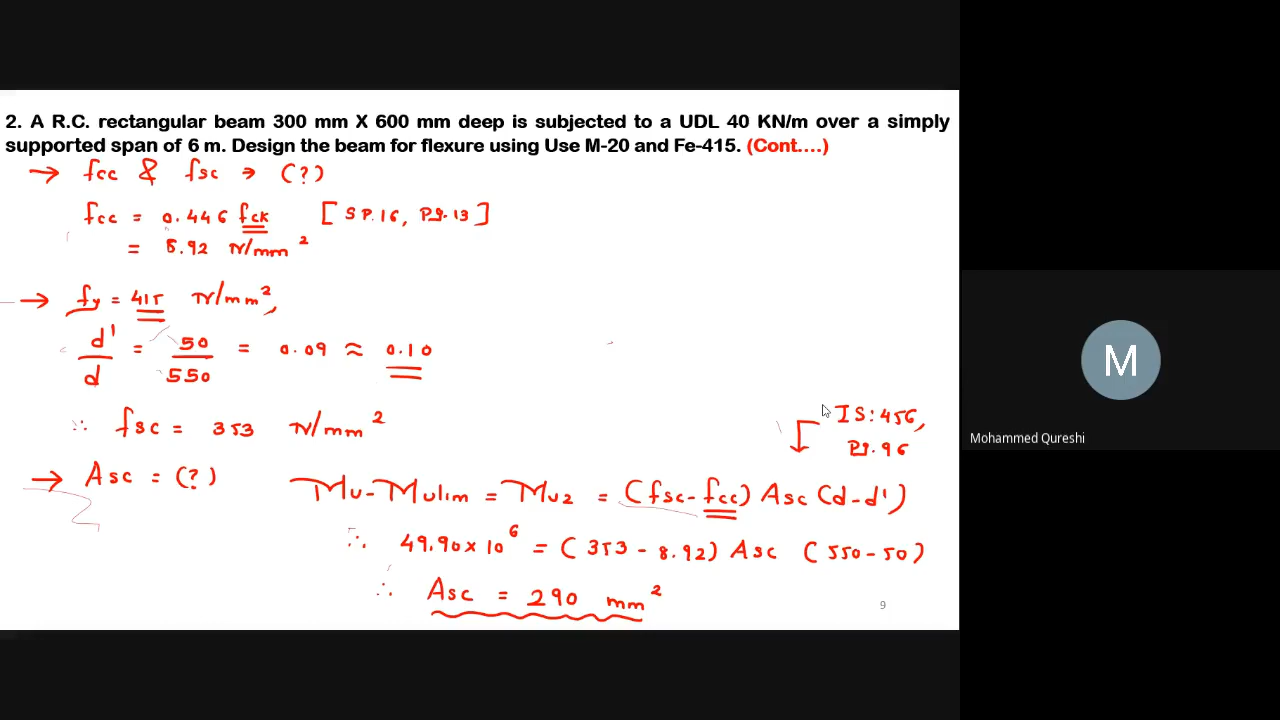 2. A R.C. rectangular beam 300 mm X 600 mm deep is subjected to a UDL 40 KN/m over a simply
supported span of 6 m. Design the beam for flexure using Use M-20 and Fe-415. (Cont....)
→ fcc & fsc → (?)
fcc = 0.446 fck [SP.16, Pg.13]
= 8.92 N/mm²
→ fy = 415 N/mm²,
d'/d = 50/550 = 0.09 ≈ 0.10
∴ fsc = 353 N/mm²
IS:456,
Pg.96
→ Asc = (?) Mu-Mulim = Mu2 = (fsc-fcc) Asc (d-d')
∴ 49.90x10⁶ = (353 - 8.92) Asc (550-50)
∴ Asc = 290 mm²
9
M
Mohammed Qureshi